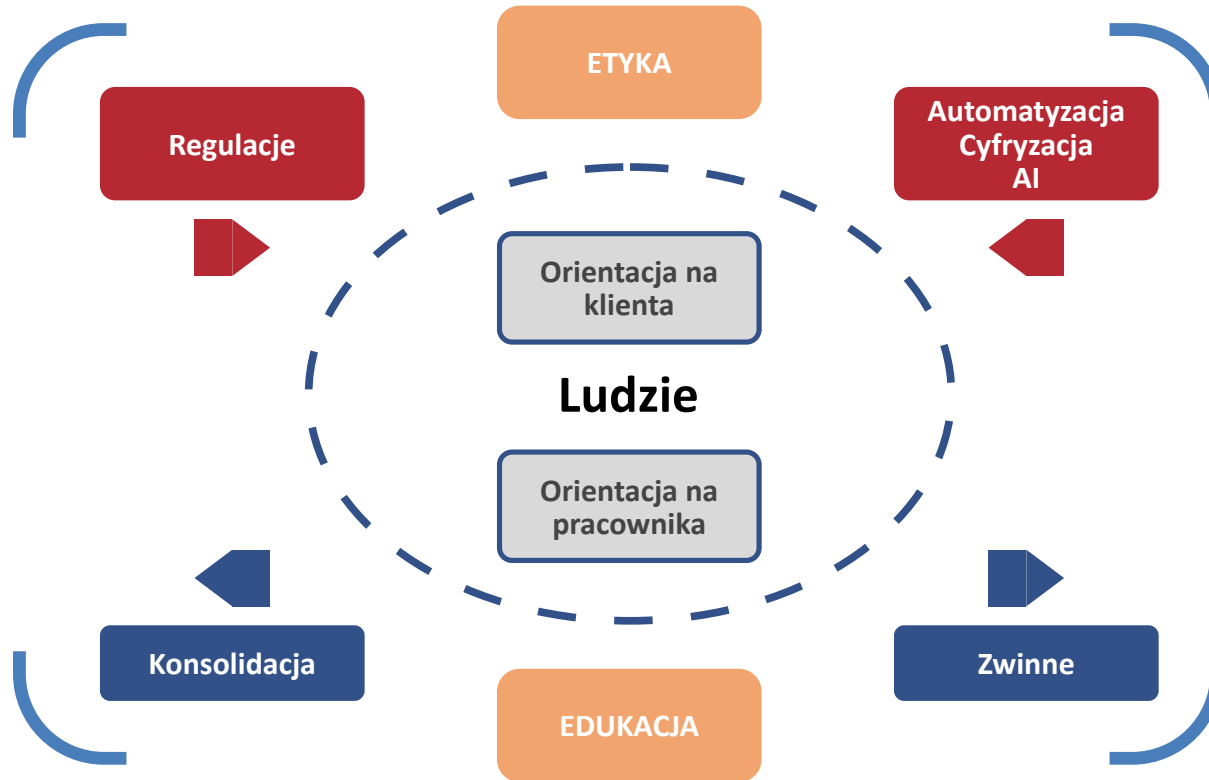 ETYKA
Regulacje
Automatyzacja
Cyfryzacja
AI
Orientacja na
klienta
Ludzie
Orientacja na
pracownika
Konsolidacja
Zwinne
EDUKACJA